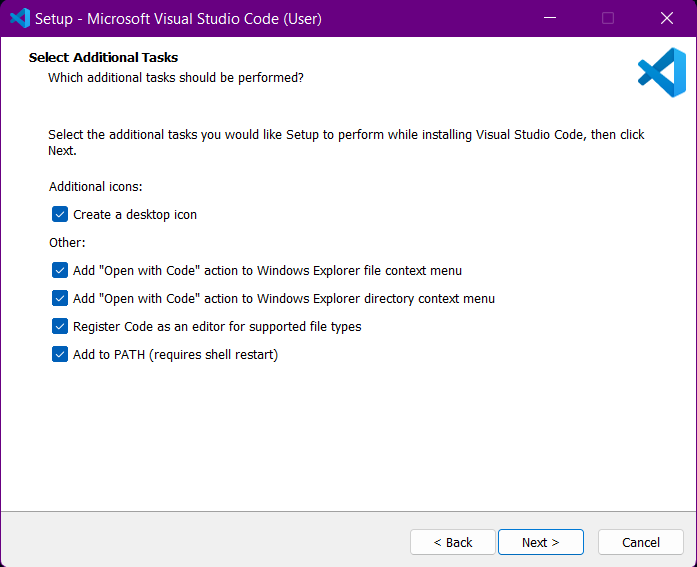 Setup - Microsoft Visual Studio Code (User)
Select Additional Tasks
Which additional tasks should be performed?
Select the additional tasks you would like Setup to perform while installing Visual Studio Code, then click
Next.
Additional icons:
Create a desktop icon
Other:
Add "Open with Code" action to Windows Explorer file context menu
Add "Open with Code" action to Windows Explorer directory context menu
Register Code as an editor for supported file types
Add to PATH (requires shell restart)
< Back Next > Cancel